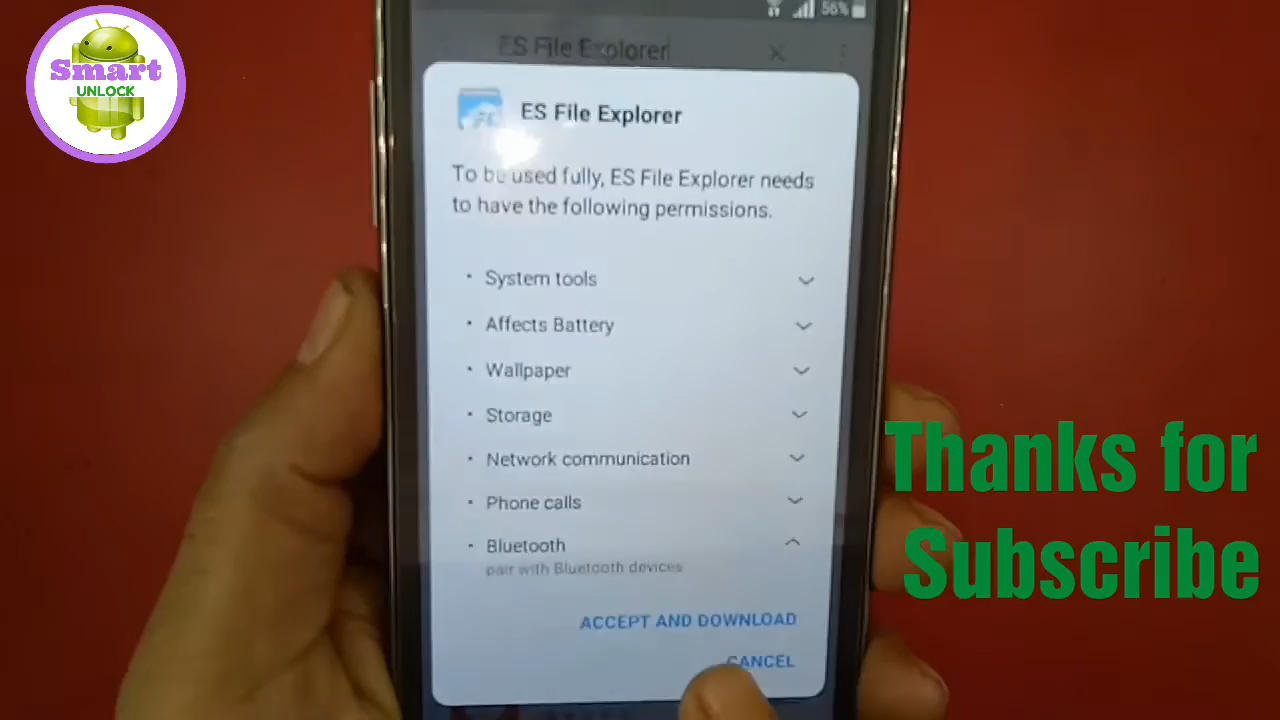 Smart
UNLOCK
56%
ES File Explorer
ES File Explorer
To be used fully, ES File Explorer needs
to have the following permissions.
· System tools
· Affects Battery
· Wallpaper
· Storage
· Network communication
· Phone calls
· Bluetooth
pair with Bluetooth devices
ACCEPT AND DOWNLOAD
CANCEL
Thanks for
Subscribe